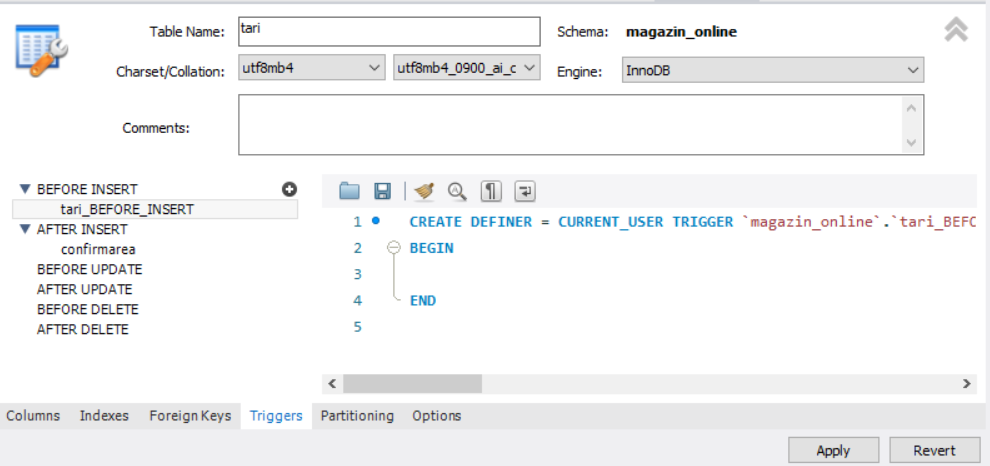 Table Name: tari Schema: magazin_online
Charset/Collation: utf8mb4 utf8mb4_0900_ai_c Engine: InnoDB
Comments:
BEFORE INSERT
tari_BEFORE_INSERT
AFTER INSERT
confirmarea
BEFORE UPDATE
AFTER UPDATE
BEFORE DELETE
AFTER DELETE
1 CREATE DEFINER = CURRENT_USER TRIGGER `magazin_online`.`tari_BEFO
2 BEGIN
3
4 END
5
Columns Indexes Foreign Keys Triggers Partitioning Options
Apply Revert